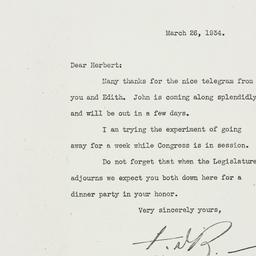 March 26, 1934.
Dear Herbert:
Many thanks for the nice telegram from
you and Edith. John is coming along splendidly
and will be out in a few days.
I am trying the experiment of going
away for a week while Congress is in session.
Do not forget that when the Legislature
adjourns we expect you both down here for a
dinner party in your honor.
Very sincerely yours,